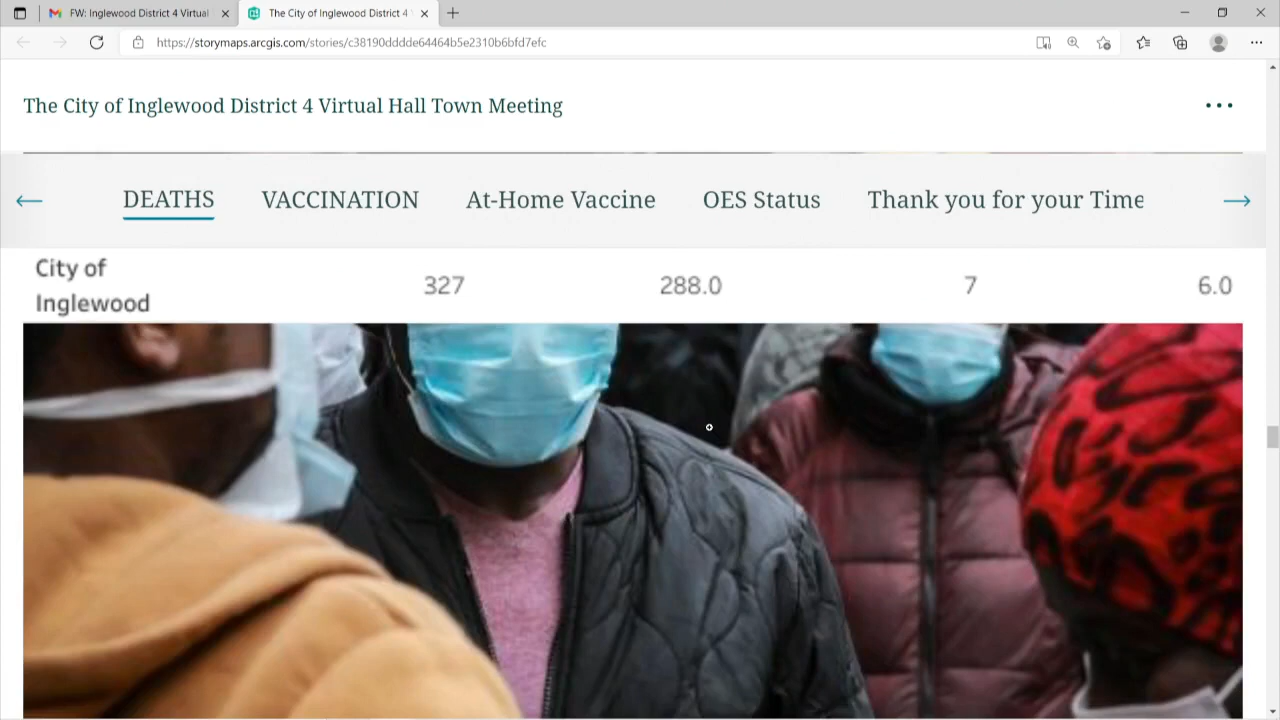 FW: Inglewood District 4 Virtual
The City of Inglewood District 4
https://storymaps.arcgis.com/stories/c38190dddde64464b5e2310b6bfd7efc
The City of Inglewood District 4 Virtual Hall Town Meeting
DEATHS VACCINATION At-Home Vaccine OES Status Thank you for your Time
City of
Inglewood 327 288.0 7 6.0